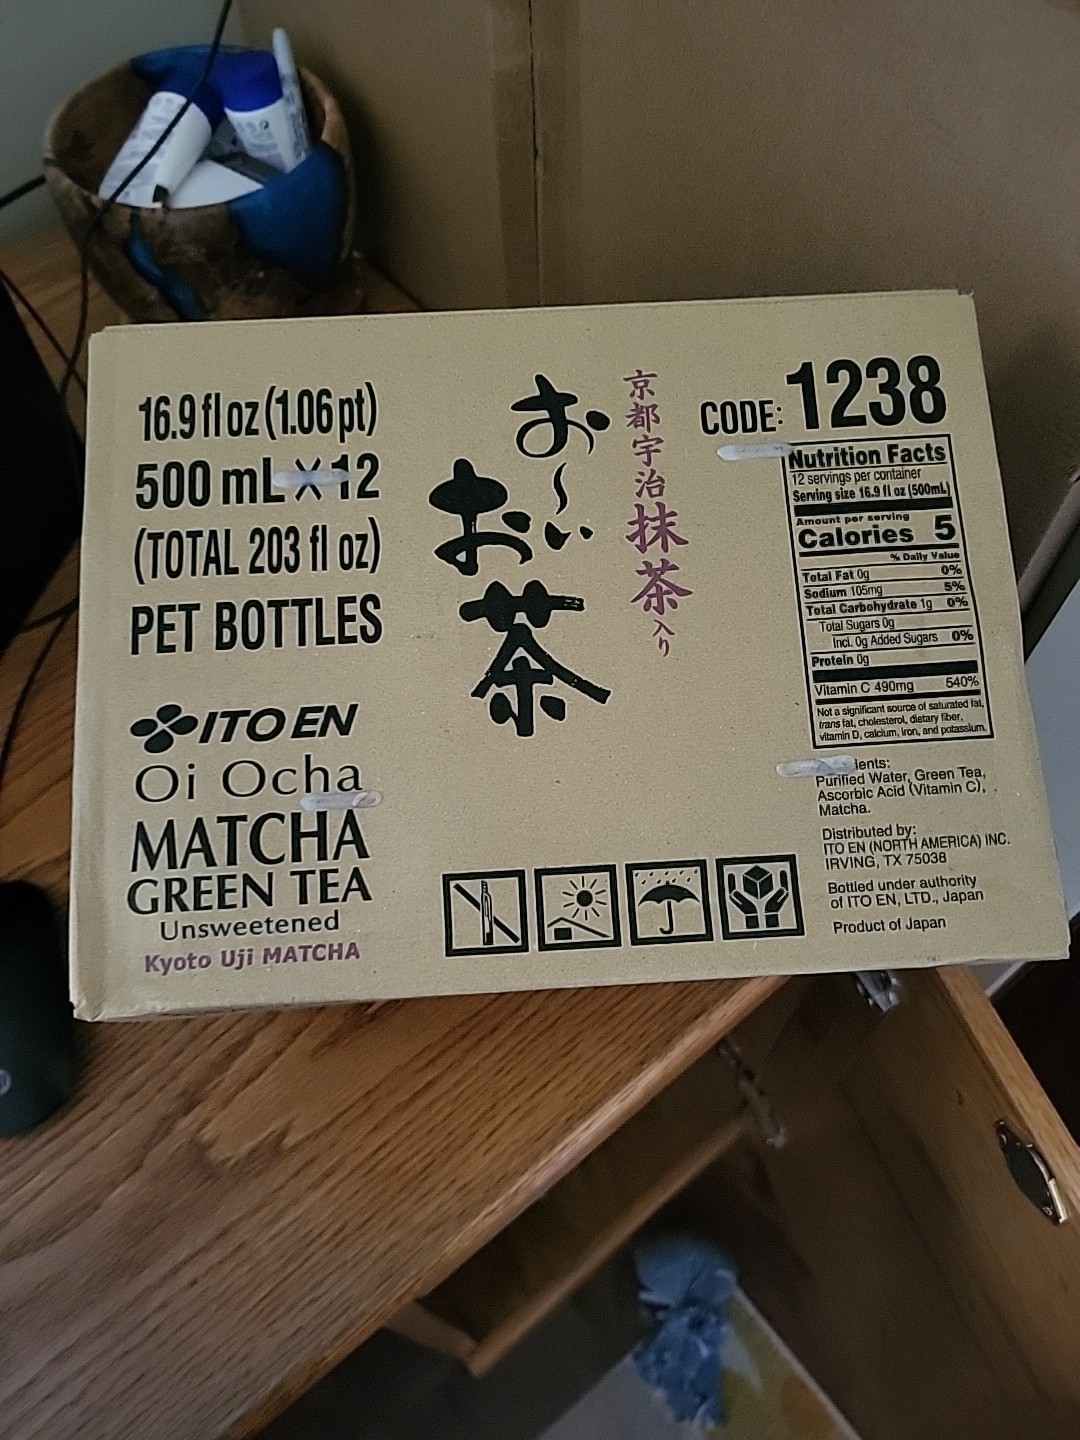 16.9 fl oz (1.06 pt)
500 mL X 12
(TOTAL 203 fl oz)
PET BOTTLES
ITO EN
Oi Ocha
MATCHA
GREEN TEA
Unsweetened
Kyoto Uji MATCHA
京都宇治抹茶入り
お〜い
お茶
CODE: 1238
Nutrition Facts
12 servings per container
Serving size 16.9 fl oz (500mL)
Amount per serving
Calories 5
% Daily Value
Total Fat 0g 0%
Sodium 105mg 5%
Total Carbohydrate 1g 0%
Total Sugars 0g
Incl. 0g Added Sugars 0%
Protein 0g
Vitamin C 490mg 540%
Not a significant source of saturated fat,
trans fat, cholesterol, dietary fiber,
vitamin D, calcium, iron, and potassium.
Purified Water, Green Tea,
Ascorbic Acid (Vitamin C),
Matcha.
Distributed by:
ITO EN (NORTH AMERICA) INC.
IRVING, TX 75038
Bottled under authority
of ITO EN, LTD., Japan
Product of Japan